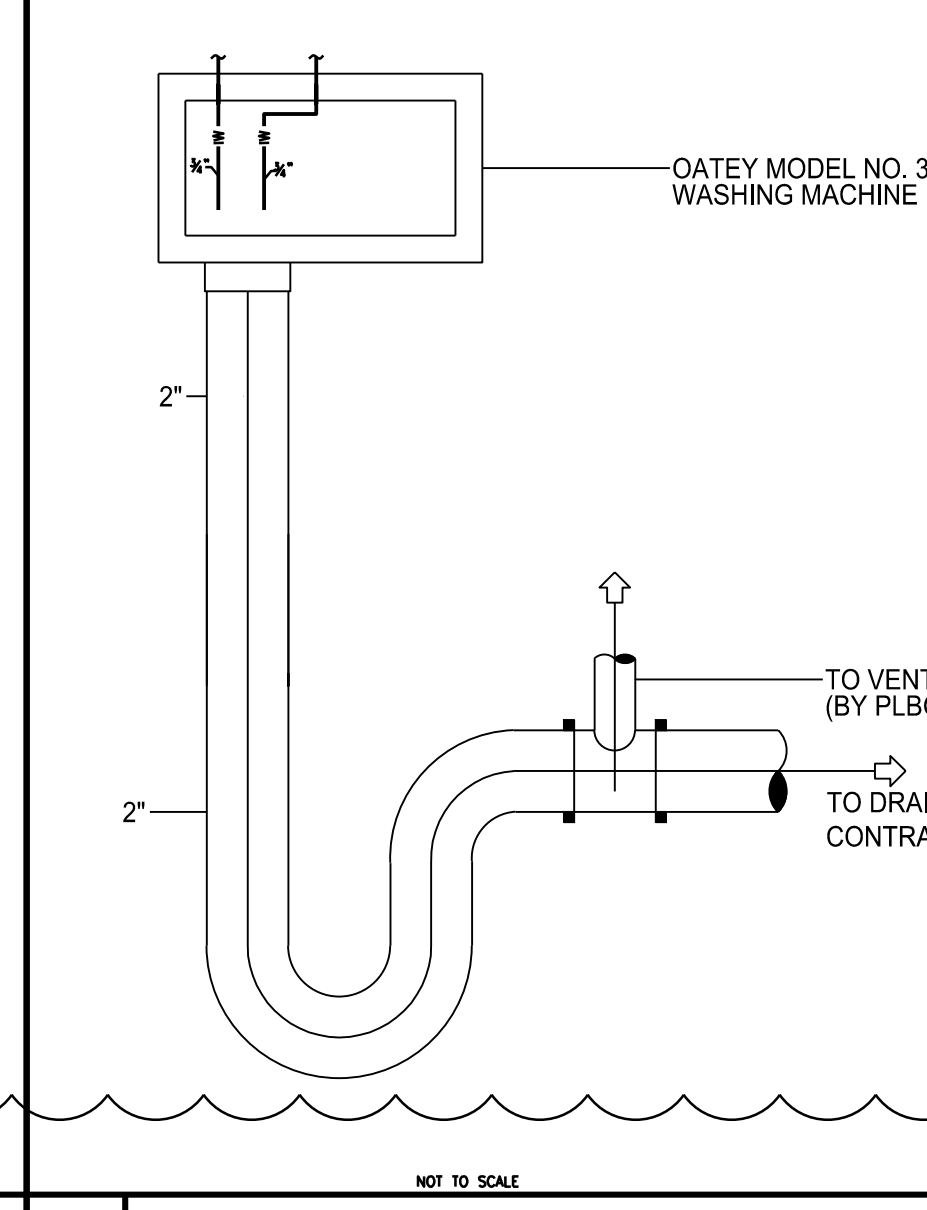 ¾"
¾"
OATEY MODEL NO. 3
WASHING MACHINE
2"
TO VENT
(BY PLBG
2"
TO DRAI
CONTRA
NOT TO SCALE